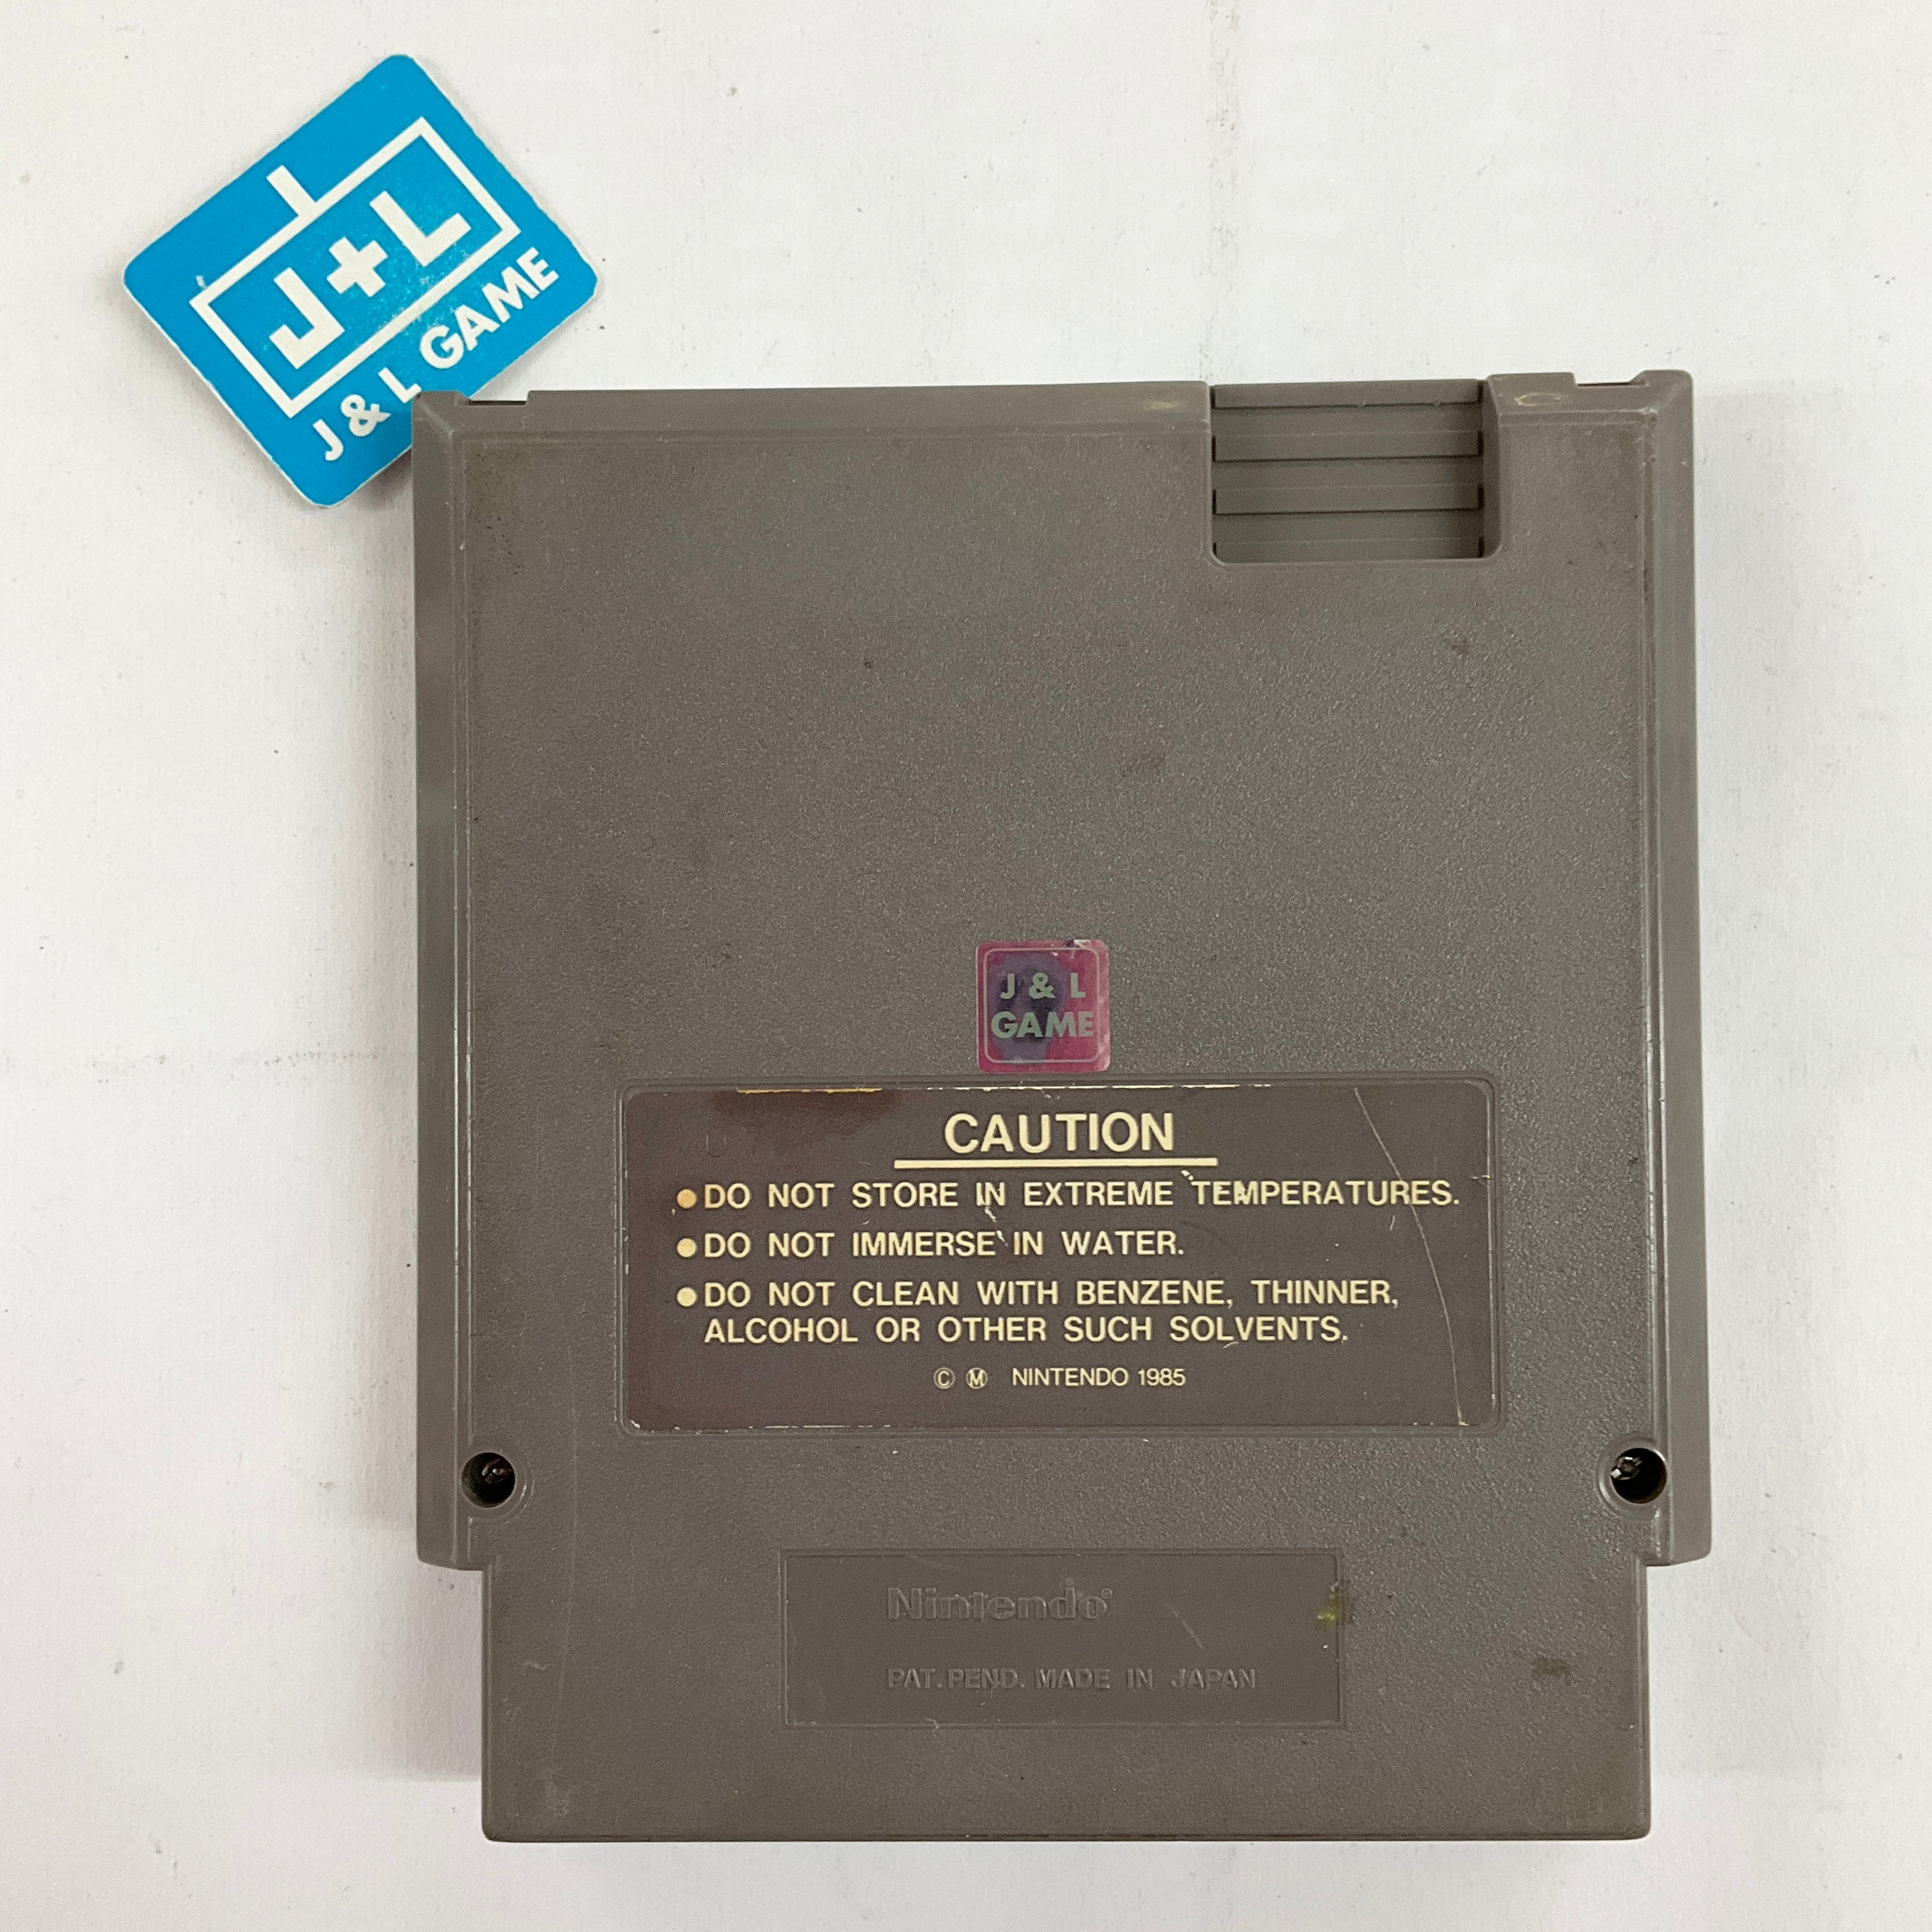 J+L
J & L GAME
J & L
GAME
CAUTION
●DO NOT STORE IN EXTREME TEMPERATURES.
●DO NOT IMMERSE IN WATER.
●DO NOT CLEAN WITH BENZENE, THINNER,
ALCOHOL OR OTHER SUCH SOLVENTS.
© Ⓜ NINTENDO 1985
Nintendo®
PAT. PEND. MADE IN JAPAN